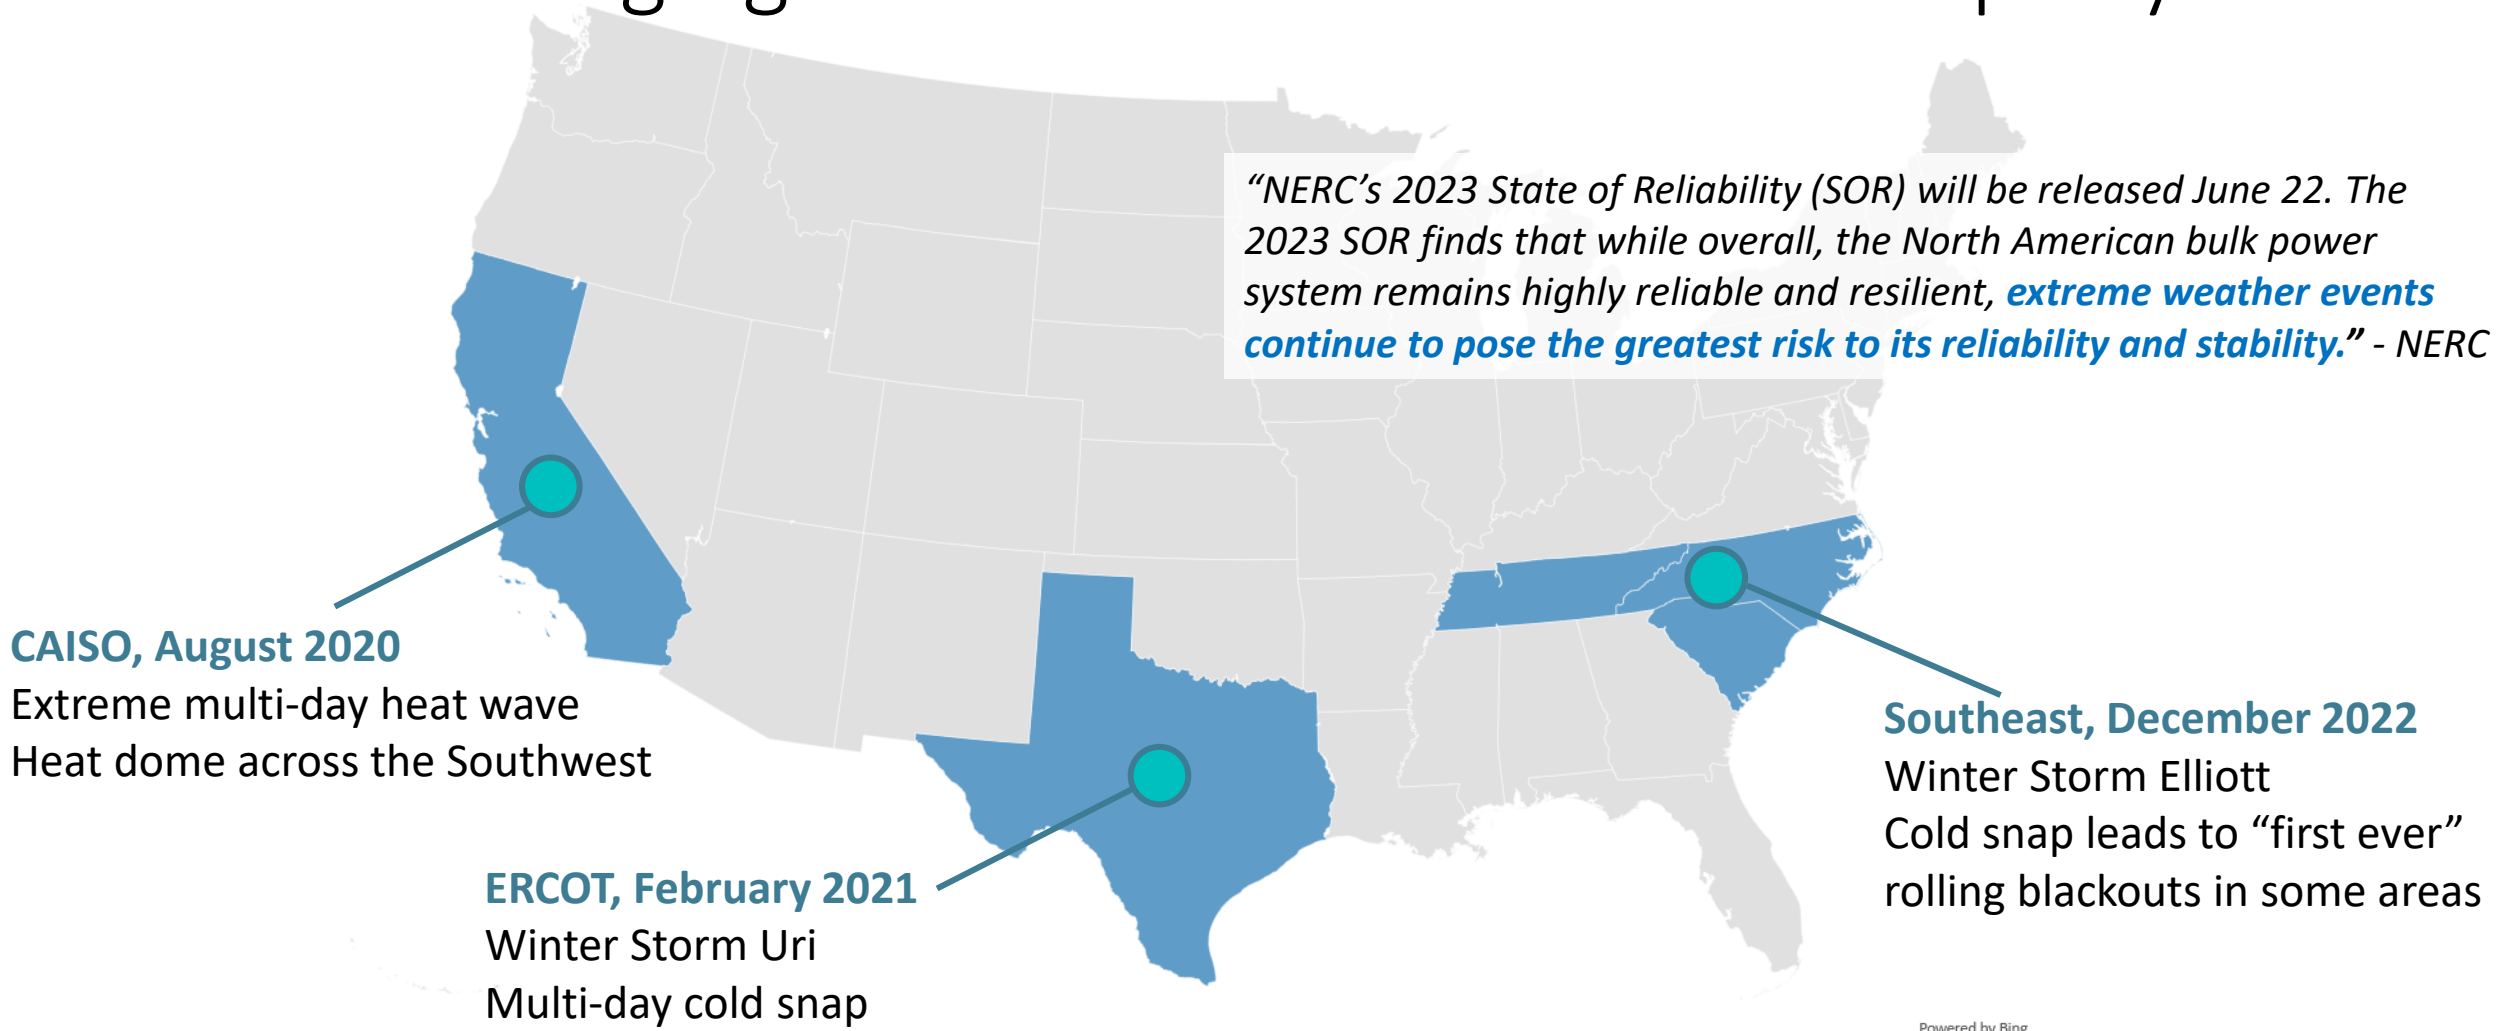 “NERC’s 2023 State of Reliability (SOR) will be released June 22. The
2023 SOR finds that while overall, the North American bulk power
system remains highly reliable and resilient, extreme weather events
continue to pose the greatest risk to its reliability and stability.” - NERC
CAISO, August 2020
Extreme multi-day heat wave
Heat dome across the Southwest
ERCOT, February 2021
Winter Storm Uri
Multi-day cold snap
Southeast, December 2022
Winter Storm Elliott
Cold snap leads to “first ever”
rolling blackouts in some areas
Powered by Bing